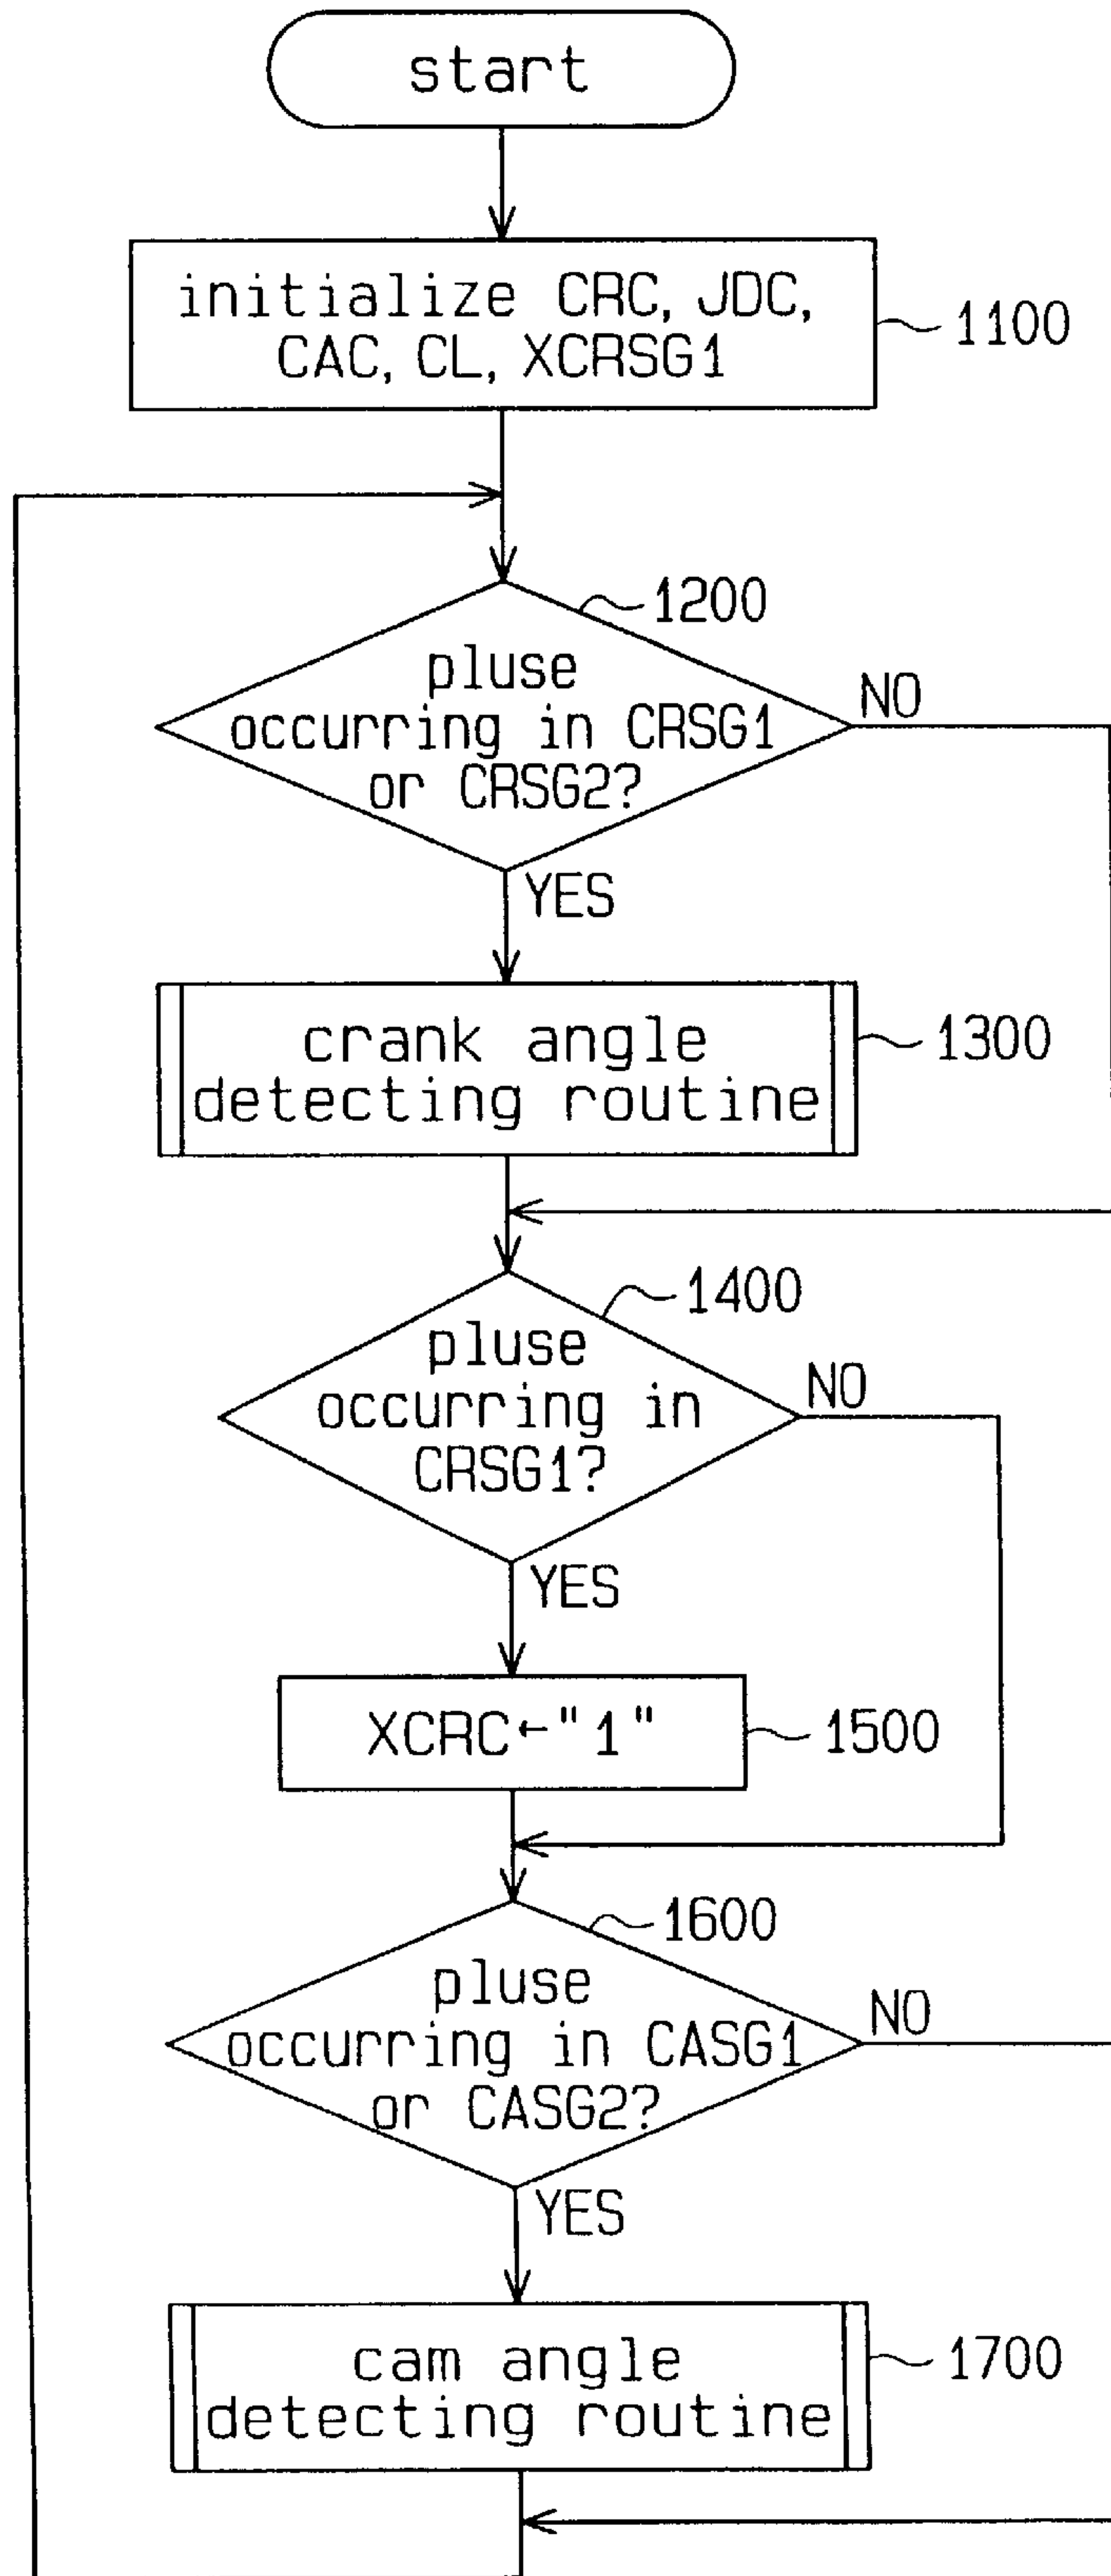 start
initialize CRC, JDC,
CAC, CL, XCRSG1
1100
1200
pluse
occurring in CRSG1
or CRSG2?
NO
YES
crank angle
detecting routine
1300
1400
pluse
occurring in
CRSG1?
NO
YES
XCRC←"1"
1500
1600
pluse
occurring in CASG1
or CASG2?
NO
YES
cam angle
detecting routine
1700